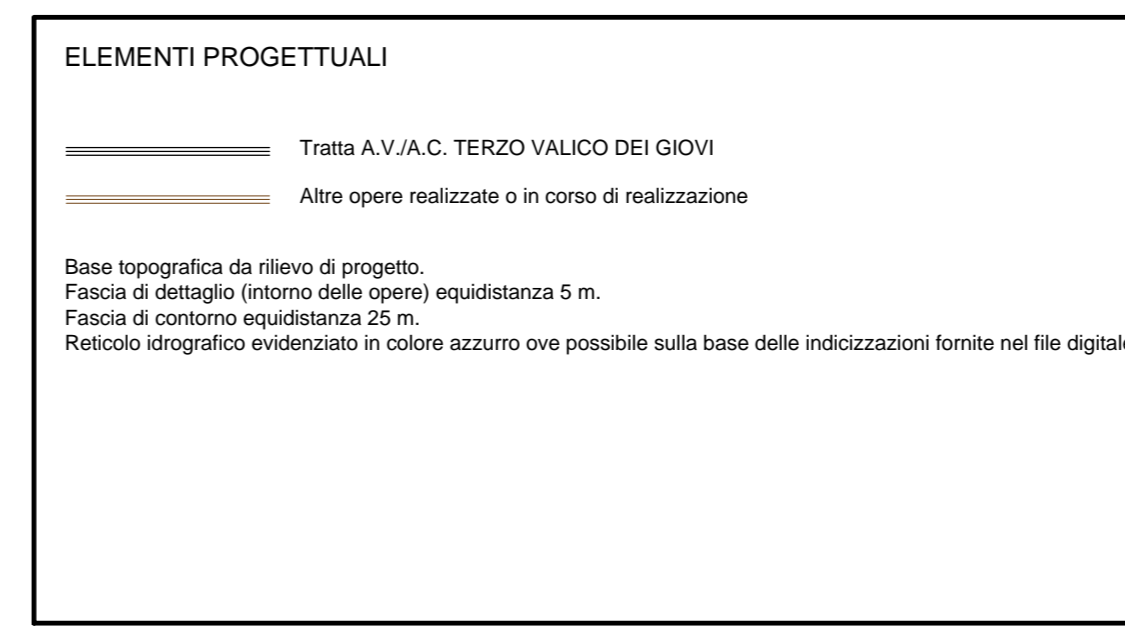 ELEMENTI PROGETTUALI
Tratta A.V./A.C. TERZO VALICO DEI GIOVI
Altre opere realizzate o in corso di realizzazione
Base topografica da rilievo di progetto.
Fascia di dettaglio (intorno delle opere) equidistanza 5 m.
Fascia di contorno equidistanza 25 m.
Reticolo idrografico evidenziato in colore azzurro ove possibile sulla base delle indicizzazioni fornite nel file digitale